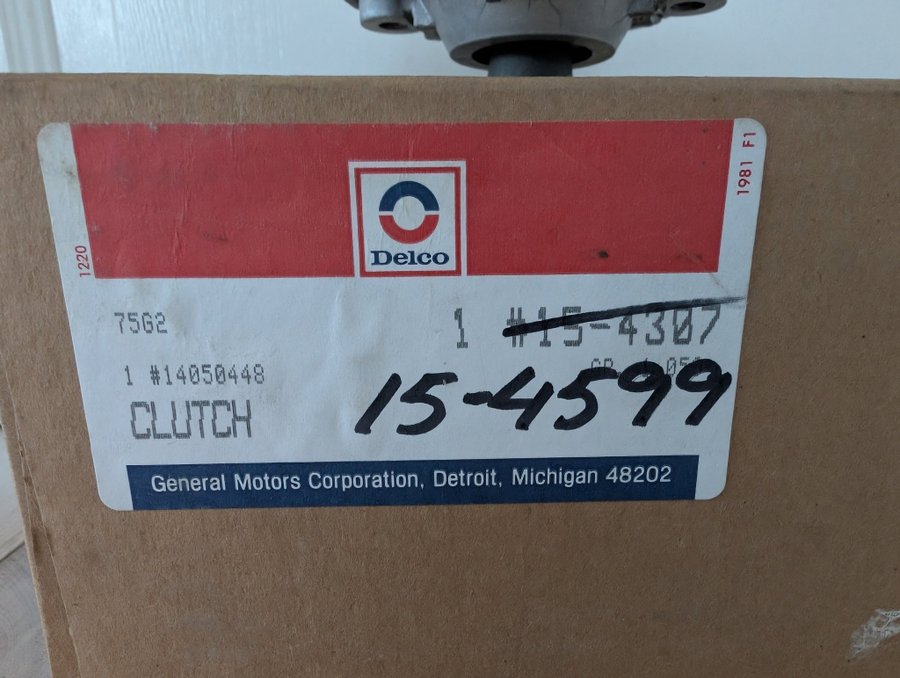 1981 F1
Delco
1220
75G2
1 #15-4307
1 #14050448
15-4599
CLUTCH
General Motors Corporation, Detroit, Michigan 48202